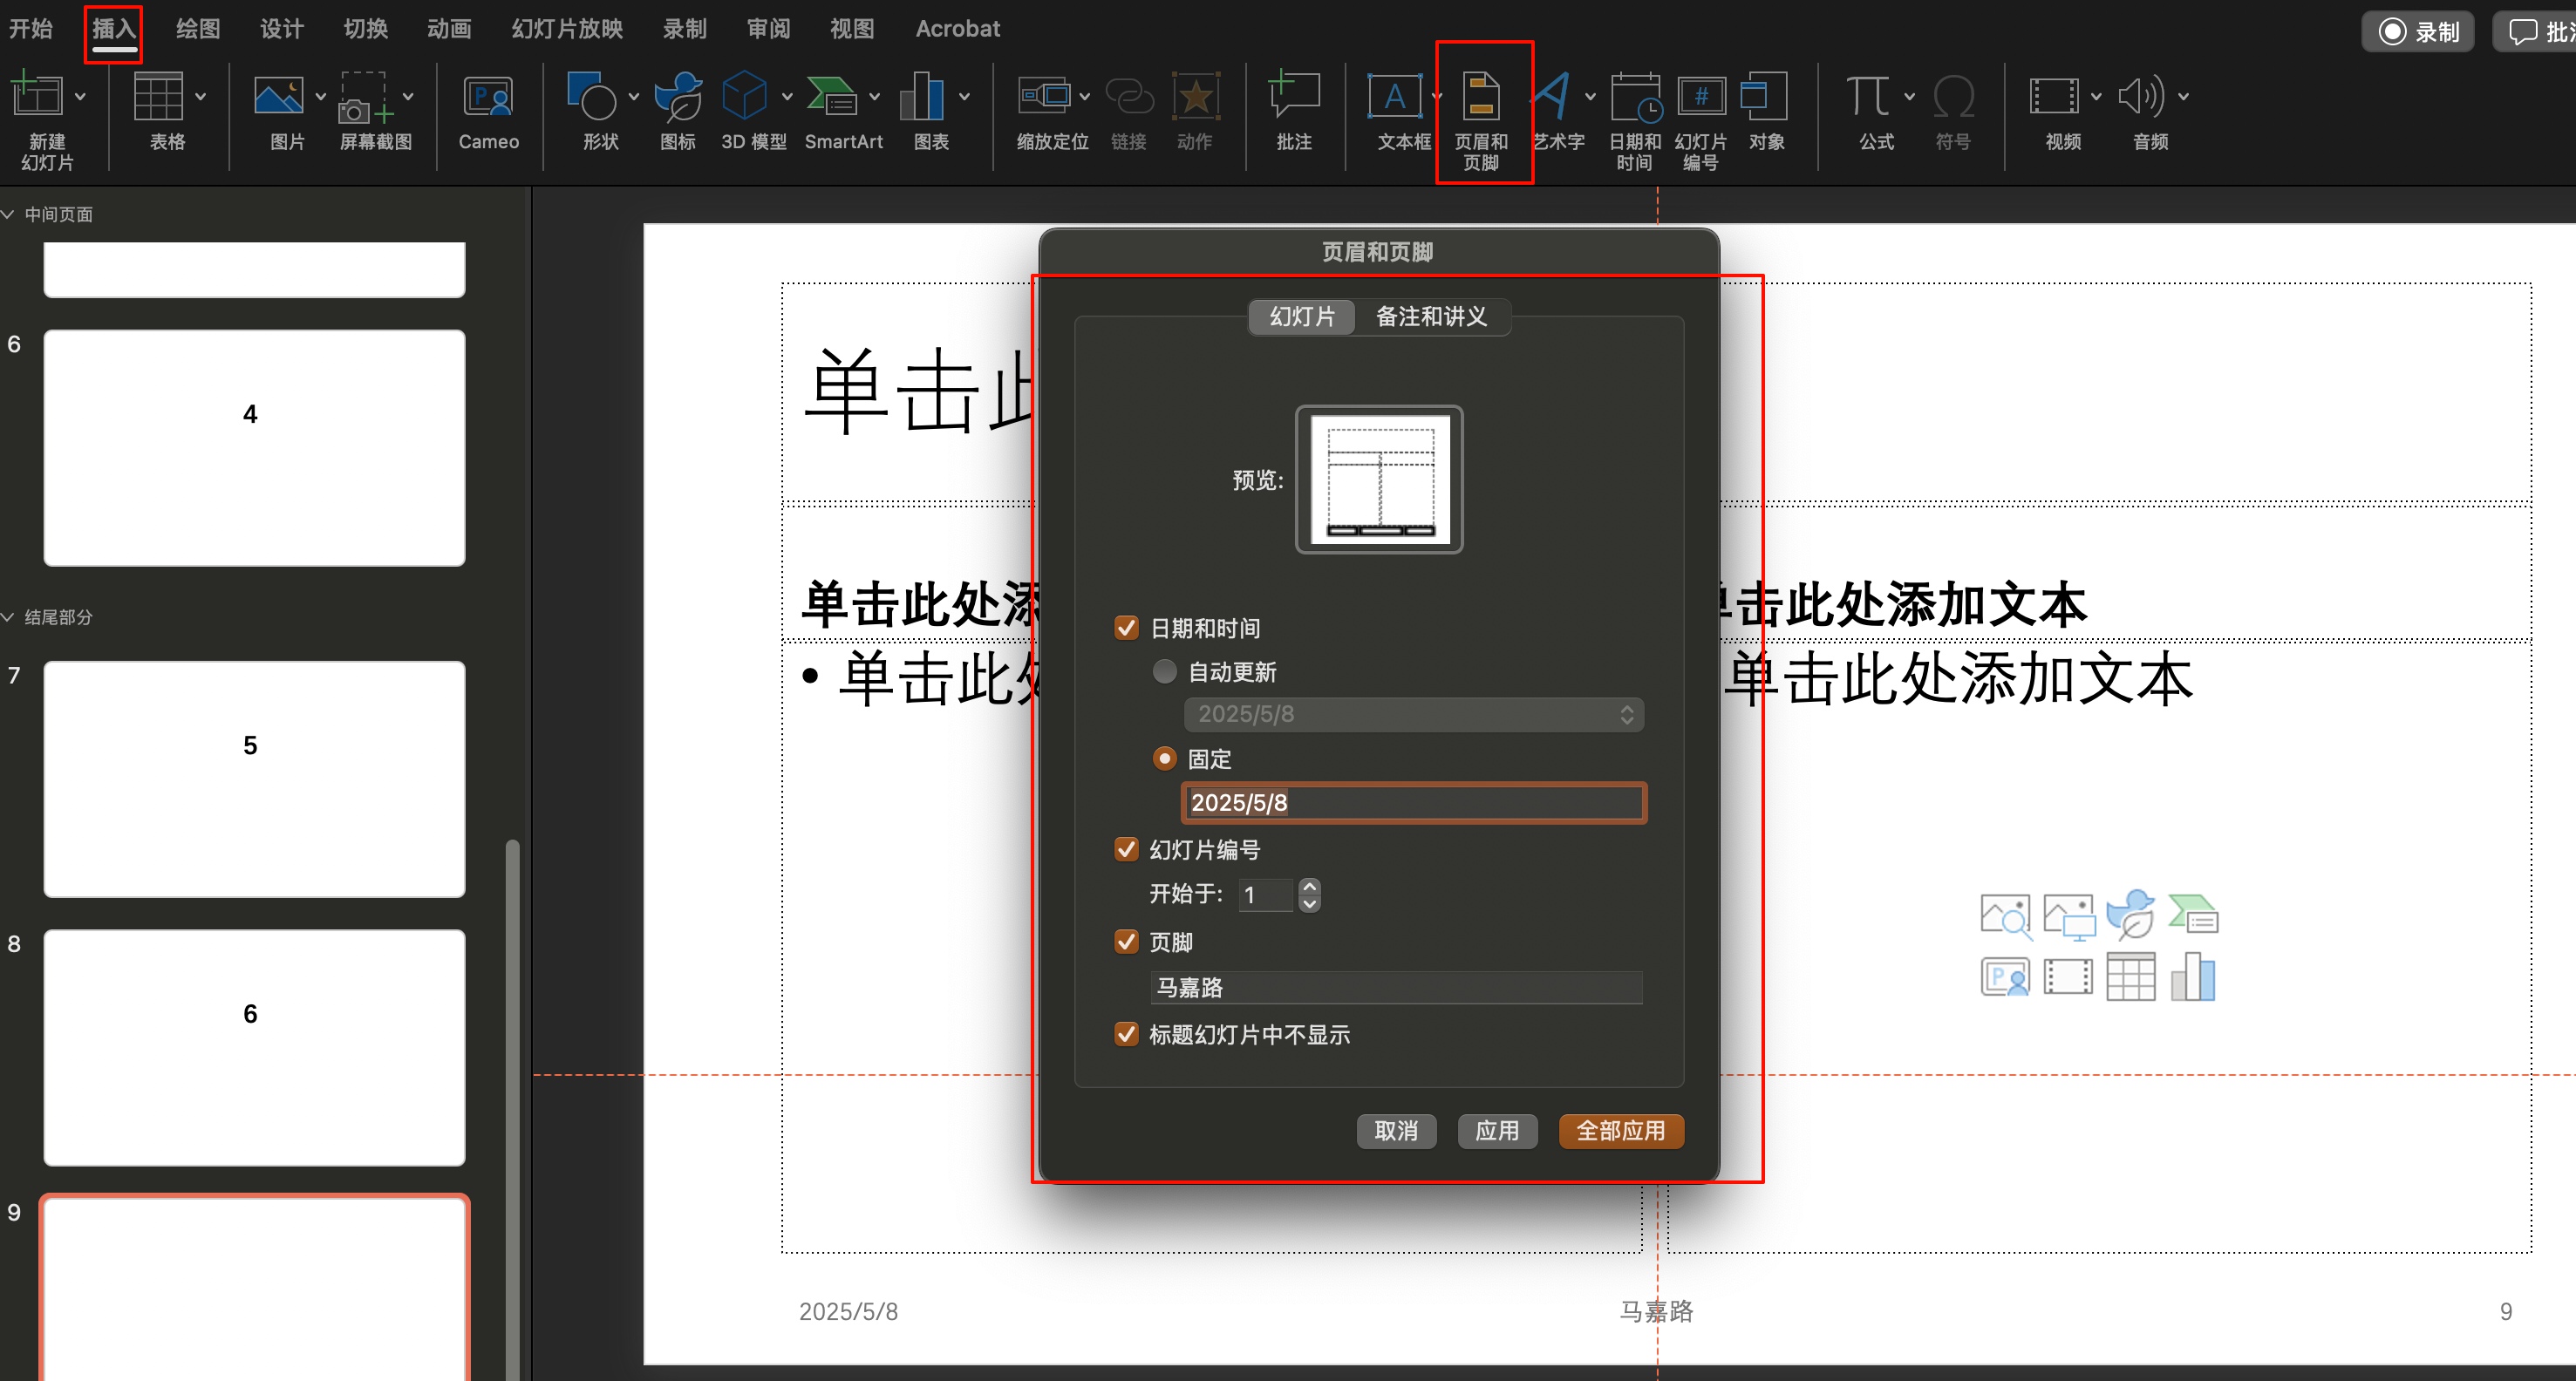 开始 插入 绘图 设计 切换 动画 幻灯片放映 录制 审阅 视图 Acrobat
录制
新建
幻灯片
表格
图片
屏幕截图
Cameo
形状
图标
3D 模型
SmartArt
图表
缩放定位
链接
动作
批注
文本框
页眉和
页脚
艺术字
日期和
时间
幻灯片
编号
对象
公式
符号
视频
音频
中间页面
6
4
结尾部分
7
5
8
6
9
页眉和页脚
幻灯片 备注和讲义
预览:
日期和时间
自动更新
2025/5/8
固定
2025/5/8
幻灯片编号
开始于: 1
页脚
马嘉路
标题幻灯片中不显示
取消 应用 全部应用
单击此
单击此处添
单击此处添加文本
• 单击此处
单击此处添加文本
2025/5/8
马嘉路
9